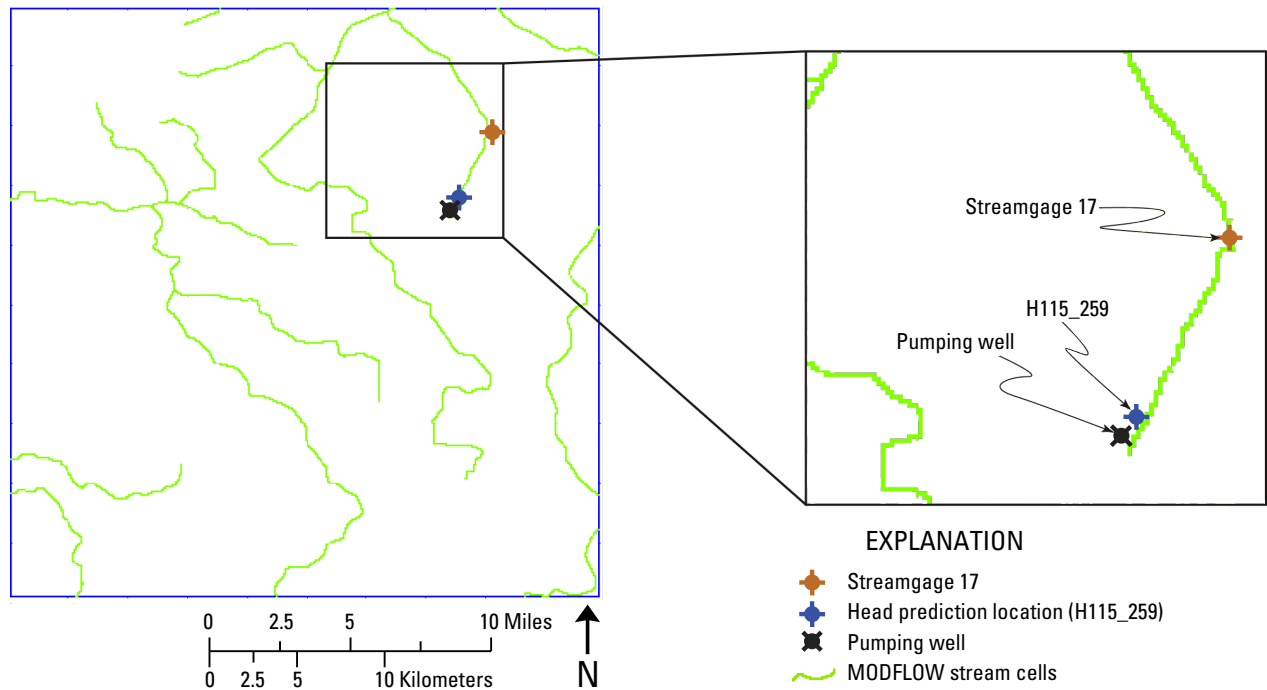 Streamgage 17
H115_259
Pumping well
EXPLANATION
Streamgage 17
Head prediction location (H115_259)
Pumping well
MODFLOW stream cells
0 2.5 5 10 Miles
0 2.5 5 10 Kilometers
N